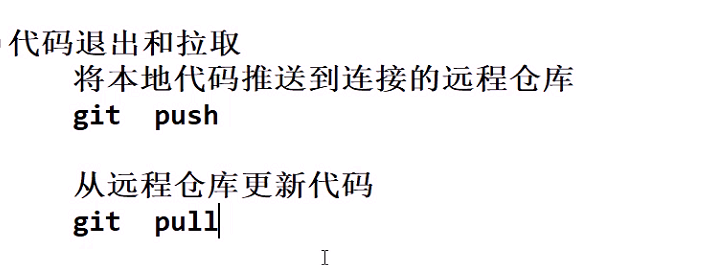 代码退出和拉取
将本地代码推送到连接的远程仓库
git  push
从远程仓库更新代码
git  pull